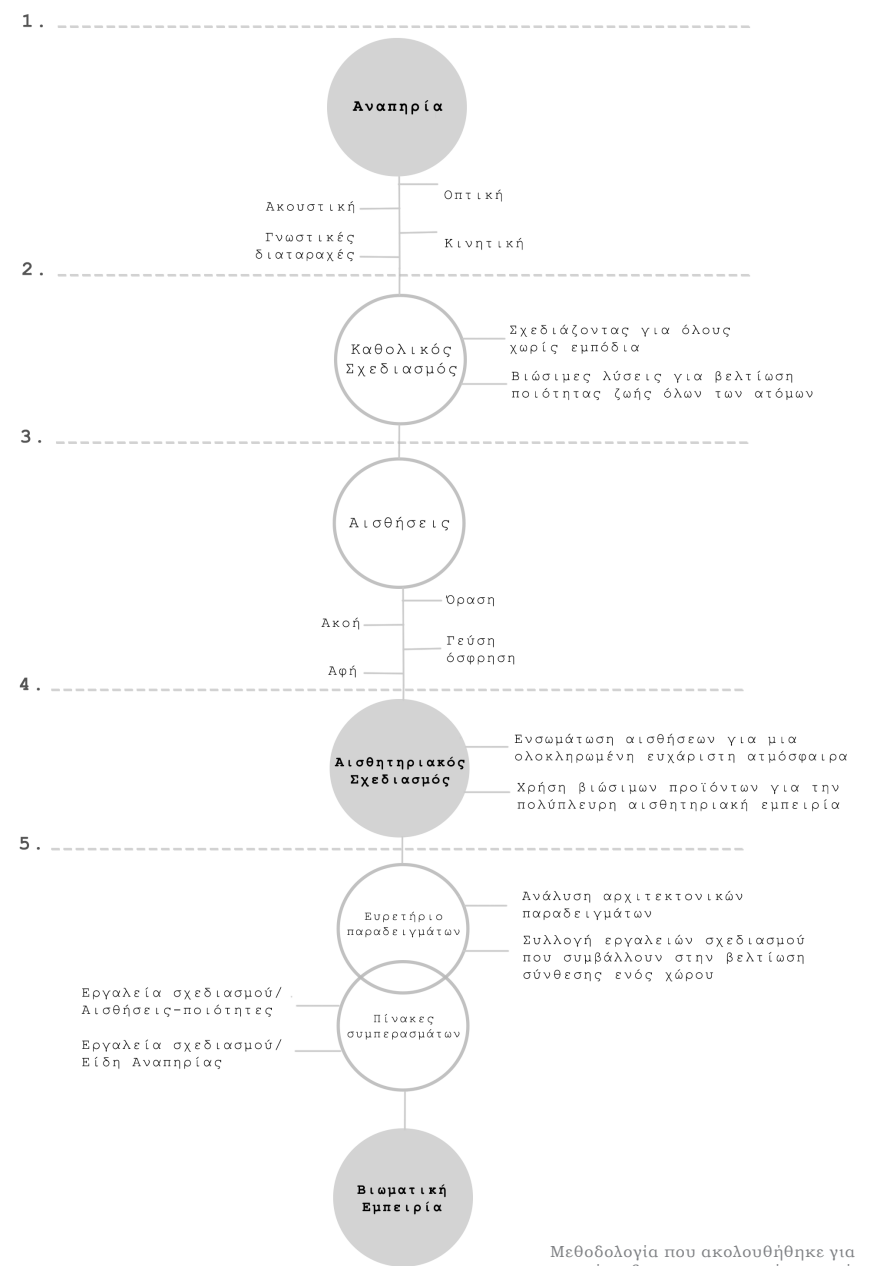 1.
Αναπηρία
Οπτική
Ακουστική
Γνωστικές
διαταραχές
Κινητική
2.
Καθολικός
Σχεδιασμός
Σχεδιάζοντας για όλους
χωρίς εμπόδια
Βιώσιμες λύσεις για βελτίωση
ποιότητας ζωής όλων των ατόμων
3.
Αισθήσεις
Όραση
Ακοή
Γεύση
όσφρηση
Αφή
4.
Αισθητηριακός
Σχεδιασμός
Ενσωμάτωση αισθήσεων για μια
ολοκληρωμένη ευχάριστη ατμόσφαιρα
Χρήση βιώσιμων προϊόντων για την
πολύπλευρη αισθητηριακή εμπειρία
5.
Ευρετήριο
παραδειγμάτων
Ανάλυση αρχιτεκτονικών
παραδειγμάτων
Συλλογή εργαλειών σχεδιασμού
που συμβάλλουν στην βελτίωση
σύνθεσης ενός χώρου
Εργαλεία σχεδιασμού/
Αισθήσεις-ποιότητες
Εργαλεία σχεδιασμού/
Είδη Αναπηρίας
Πίνακες
συμπερασμάτων
Βιωματική
Εμπειρία
Μεθοδολογία που ακολουθήθηκε για